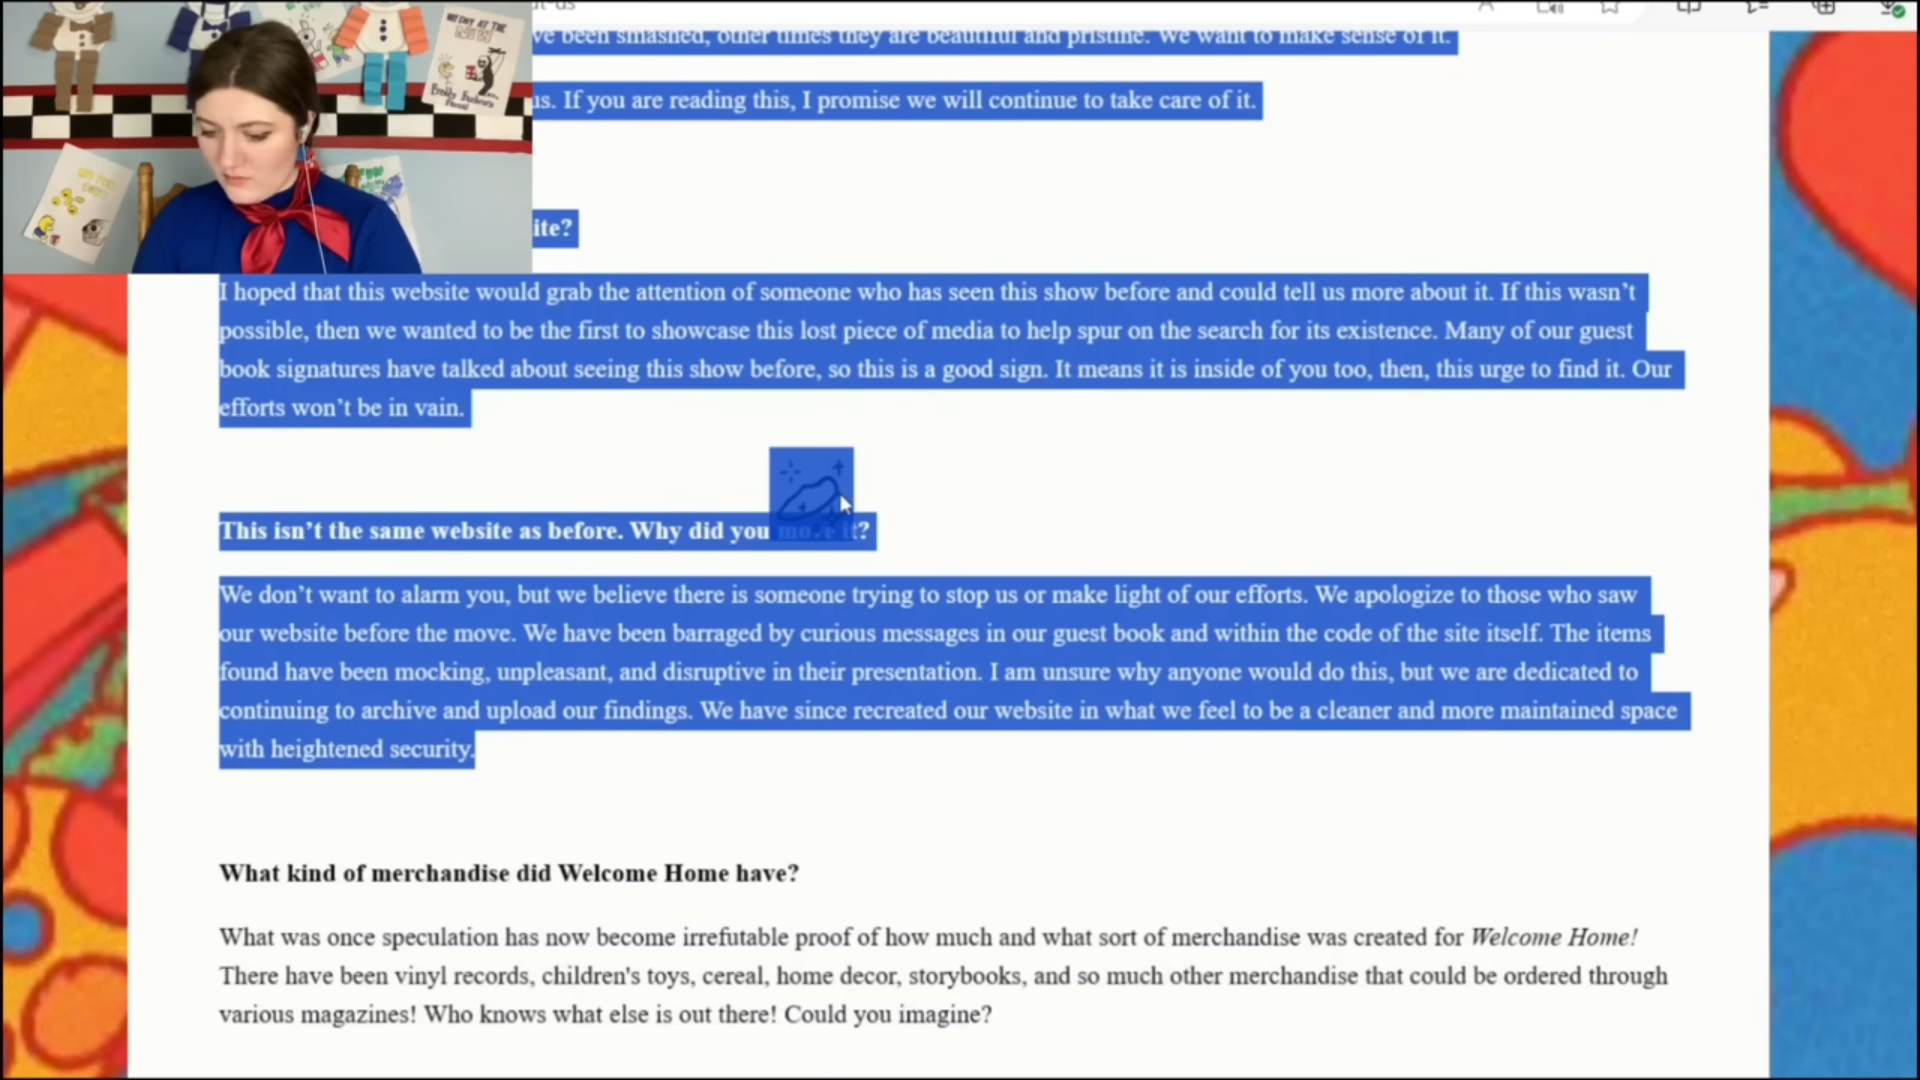 ut-us
ve been smashed, other times they are beautiful and pristine. We want to make sense of it.
us. If you are reading this, I promise we will continue to take care of it.
ite?
I hoped that this website would grab the attention of someone who has seen this show before and could tell us more about it. If this wasn’t
possible, then we wanted to be the first to showcase this lost piece of media to help spur on the search for its existence. Many of our guest
book signatures have talked about seeing this show before, so this is a good sign. It means it is inside of you too, then, this urge to find it. Our
efforts won’t be in vain.
This isn’t the same website as before. Why did you move it?
We don’t want to alarm you, but we believe there is someone trying to stop us or make light of our efforts. We apologize to those who saw
our website before the move. We have been barraged by curious messages in our guest book and within the code of the site itself. The items
found have been mocking, unpleasant, and disruptive in their presentation. I am unsure why anyone would do this, but we are dedicated to
continuing to archive and upload our findings. We have since recreated our website in what we feel to be a cleaner and more maintained space
with heightened security.
What kind of merchandise did Welcome Home have?
What was once speculation has now become irrefutable proof of how much and what sort of merchandise was created for Welcome Home!
There have been vinyl records, children's toys, cereal, home decor, storybooks, and so much other merchandise that could be ordered through
various magazines! Who knows what else is out there! Could you imagine?
MY DAY AT THE